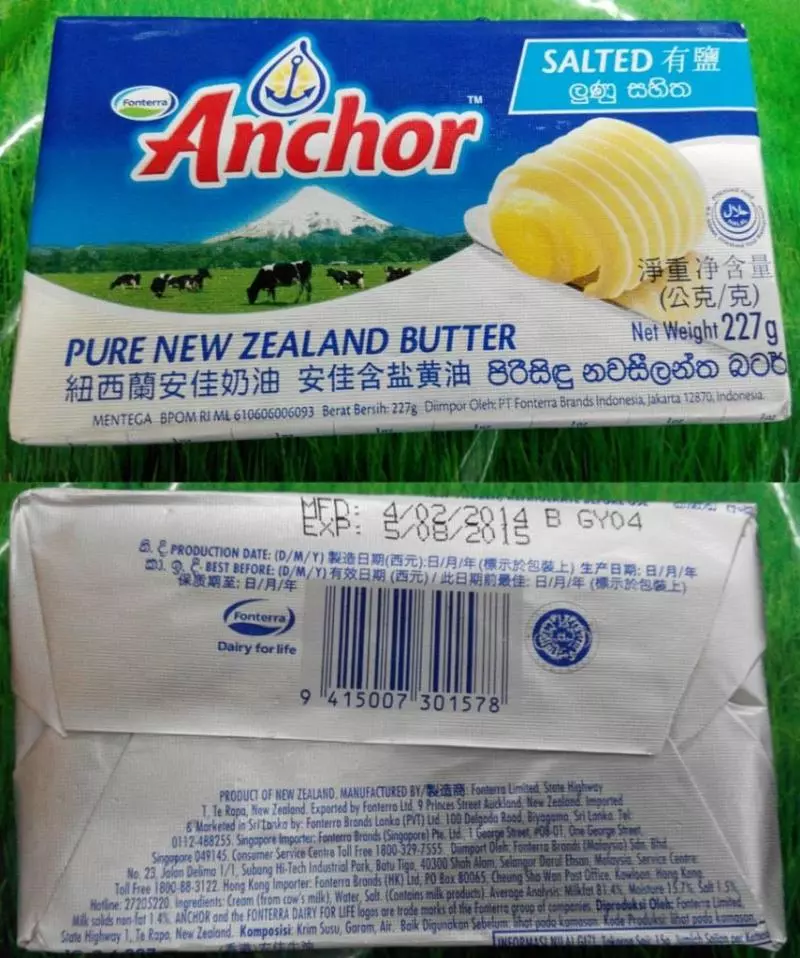 Fonterra
Anchor™
SALTED 有鹽
ලුණු සහිත
HALAL
淨重净含量
(公克/克)
Net Weight 227g
PURE NEW ZEALAND BUTTER
紐西蘭安佳奶油 安佳含盐黄油 පිරිසිදු නවසීලන්ත බටර්
MENTEGA BPOM RI ML 610606006093 Berat Bersih: 227g Diimpor Oleh: PT Fonterra Brands Indonesia, Jakarta 12870, Indonesia.
MFD: 4/02/2014 B GY04
EXP: 5/08/2015
නි. දි. PRODUCTION DATE: (D/M/Y) 製造日期(西元):日/月/年(標示於包裝上) 生产日期: 日/月/年
කා. ඉ. දි. BEST BEFORE: (D/M/Y) 有效日期 (西元) / 此日期前最佳: 日/月/年 (標示於包裝上)
保质期至: 日/月/年
Fonterra
Dairy for life
9 415007 301578
PRODUCT OF NEW ZEALAND. MANUFACTURED BY/製造商: Fonterra Limited, State Highway
1, Te Rapa, New Zealand. Exported by Fonterra Ltd. 9 Princes Street Auckland, New Zealand. Imported
& Marketed in Sri Lanka by: Fonterra Brands Lanka (PVT) Ltd. 100 Delgoda Road, Biyagama, Sri Lanka. Tel:
0112-488255. Singapore Importer: Fonterra Brands (Singapore) Pte. Ltd. 1 George Street, #08-01, One George Street,
Singapore 049145. Consumer Service Centre Toll Free 1800-329-7555. Diimport Oleh: Fonterra Brands (Malaysia) Sdn. Bhd.
No. 23, Jalan Delima 1/1, Subang Hi-Tech Industrial Park, Batu Tiga, 40300 Shah Alam, Selangor Darul Ehsan, Malaysia. Service Centre:
Toll Free 1800-88-3122. Hong Kong Importer: Fonterra Brands (HK) Ltd, PO Box 80065, Cheung Sha Wan Post Office, Kowloon, Hong Kong.
Hotline: 27205220. Ingredients: Cream (from cow's milk), Water, Salt. (Contains milk products). Average Analysis: Milkfat 81.4%, Moisture 15.7%, Salt 1.5%,
Milk solids non-fat 1.4%. ANCHOR and the FONTERRA DAIRY FOR LIFE logos are trade marks of the Fonterra group of companies. Diproduksi Oleh: Fonterra Limited,
State Highway 1, Te Rapa, New Zealand. Komposisi: Krim Susu, Garam, Air. Baik Digunakan Sebelum: lihat pada kemasan. Kode Produksi: lihat pada kemasan.
INFORMASI NILAI GIZI